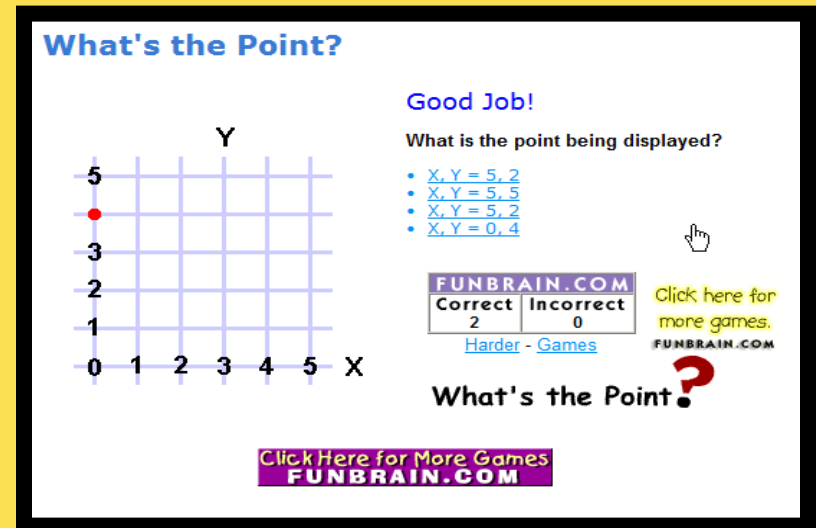 What's the Point?
Good Job!
Y
What is the point being displayed?
5
3
2
1
0 1 2 3 4 5 X
• X, Y = 5, 2
• X, Y = 5, 5
• X, Y = 5, 2
• X, Y = 0, 4
FUNBRAIN.COM
Correct Incorrect
2 0
Harder - Games
Click here for
more games.
FUNBRAIN.COM
What's the Point?
Click Here for More Games
FUNBRAIN.COM